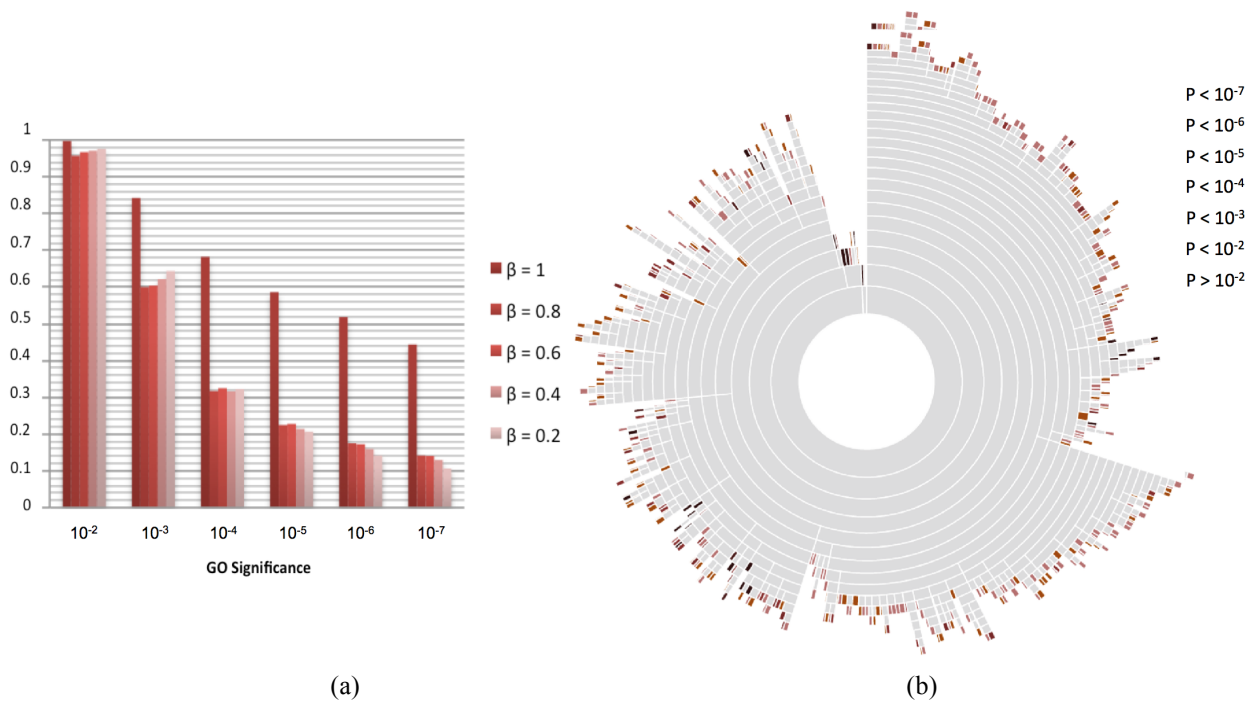 1
0.9
0.8
0.7
0.6
0.5
0.4
0.3
0.2
0.1
0
10-2 10-3 10-4 10-5 10-6 10-7
GO Significance
β = 1
β = 0.8
β = 0.6
β = 0.4
β = 0.2
P < 10-7
P < 10-6
P < 10-5
P < 10-4
P < 10-3
P < 10-2
P > 10-2
(a) (b)